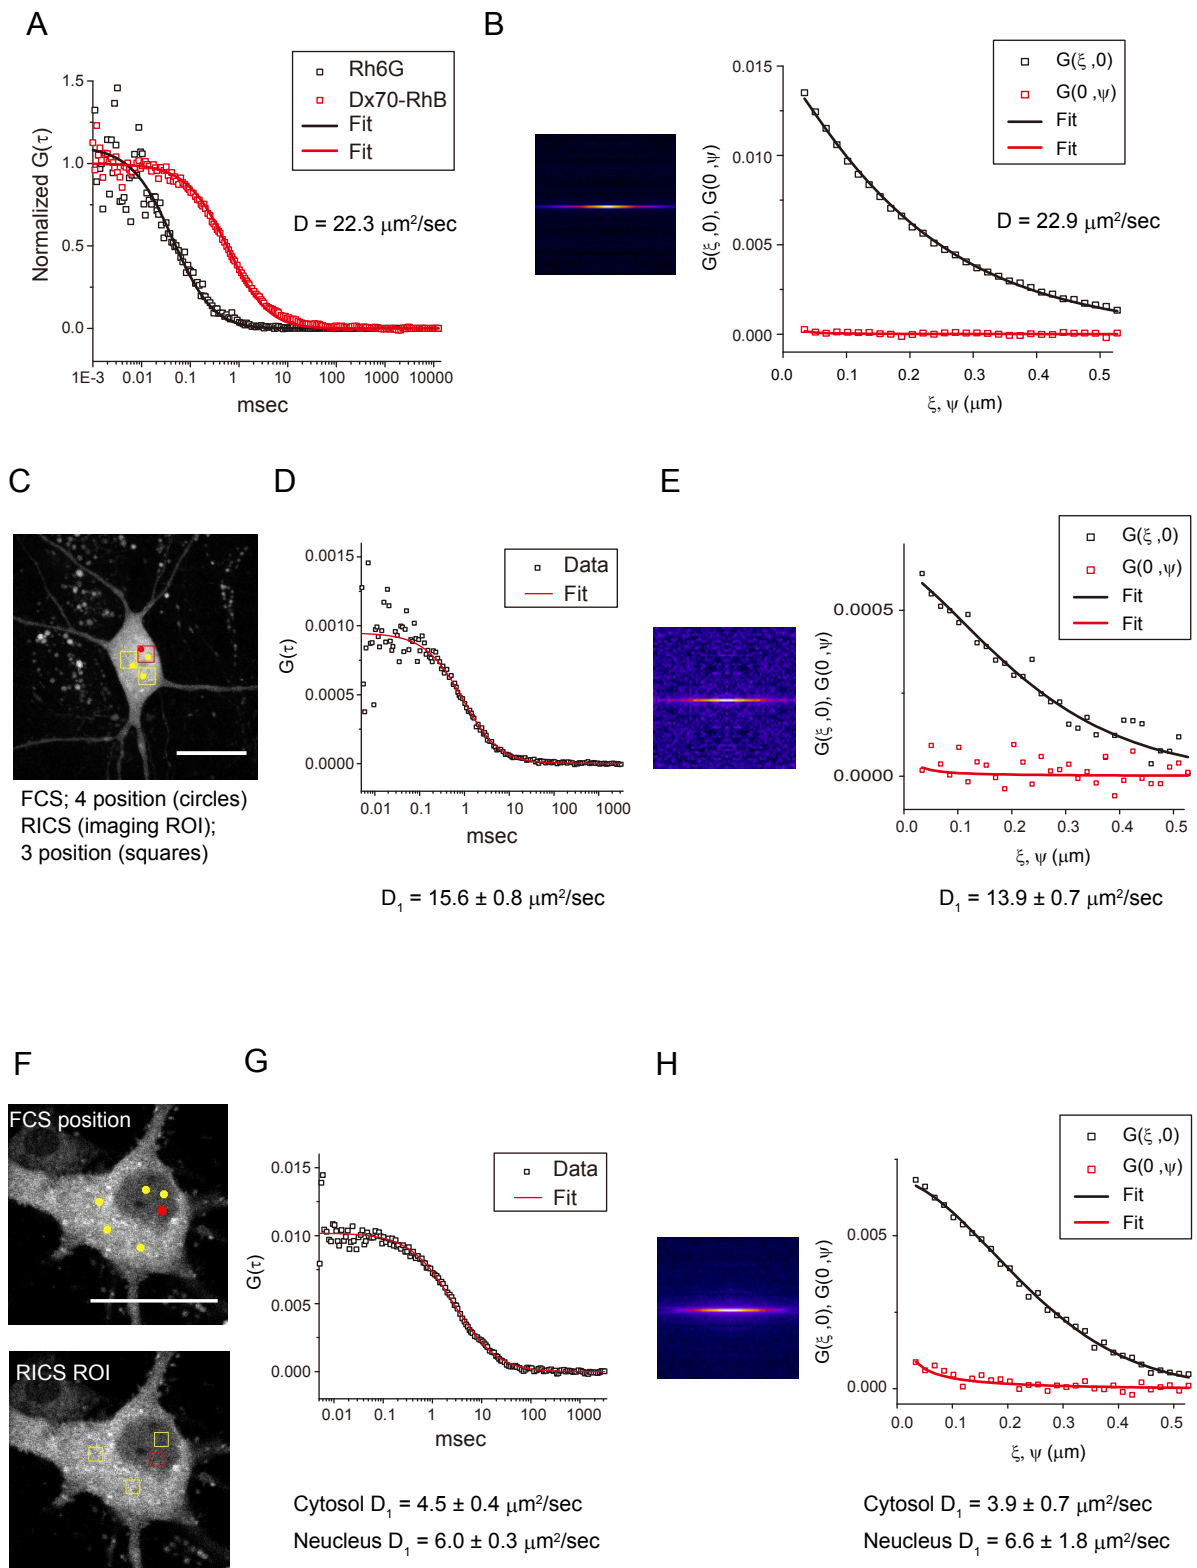 A
Rh6G
Dx70-RhB
Fit
Fit
1.5
1.0
0.5
0.0
Normalized G(τ)
D = 22.3 μm²/sec
1E-3 0.01 0.1 1 10 100 1000 10000
msec
B
G(ξ ,0)
G(0 ,ψ)
Fit
Fit
0.015
0.010
0.005
0.000
G(ξ ,0), G(0 ,ψ)
D = 22.9 μm²/sec
0.0 0.1 0.2 0.3 0.4 0.5
ξ, ψ (μm)
C
FCS; 4 position (circles)
RICS (imaging ROI);
3 position (squares)
D
Data
Fit
0.0015
0.0010
0.0005
0.0000
G(τ)
0.01 0.1 1 10 100 1000
msec
D₁ = 15.6 ± 0.8 μm²/sec
E
G(ξ ,0)
G(0 ,ψ)
Fit
Fit
0.0005
0.0000
G(ξ ,0), G(0 ,ψ)
0.0 0.1 0.2 0.3 0.4 0.5
ξ, ψ (μm)
D₁ = 13.9 ± 0.7 μm²/sec
F
FCS position
RICS ROI
G
Data
Fit
0.015
0.010
0.005
0.000
G(τ)
0.01 0.1 1 10 100 1000
msec
Cytosol D₁ = 4.5 ± 0.4 μm²/sec
Neucleus D₁ = 6.0 ± 0.3 μm²/sec
H
G(ξ ,0)
G(0 ,ψ)
Fit
Fit
0.005
0.000
G(ξ ,0), G(0 ,ψ)
0.0 0.1 0.2 0.3 0.4 0.5
ξ, ψ (μm)
Cytosol D₁ = 3.9 ± 0.7 μm²/sec
Neucleus D₁ = 6.6 ± 1.8 μm²/sec